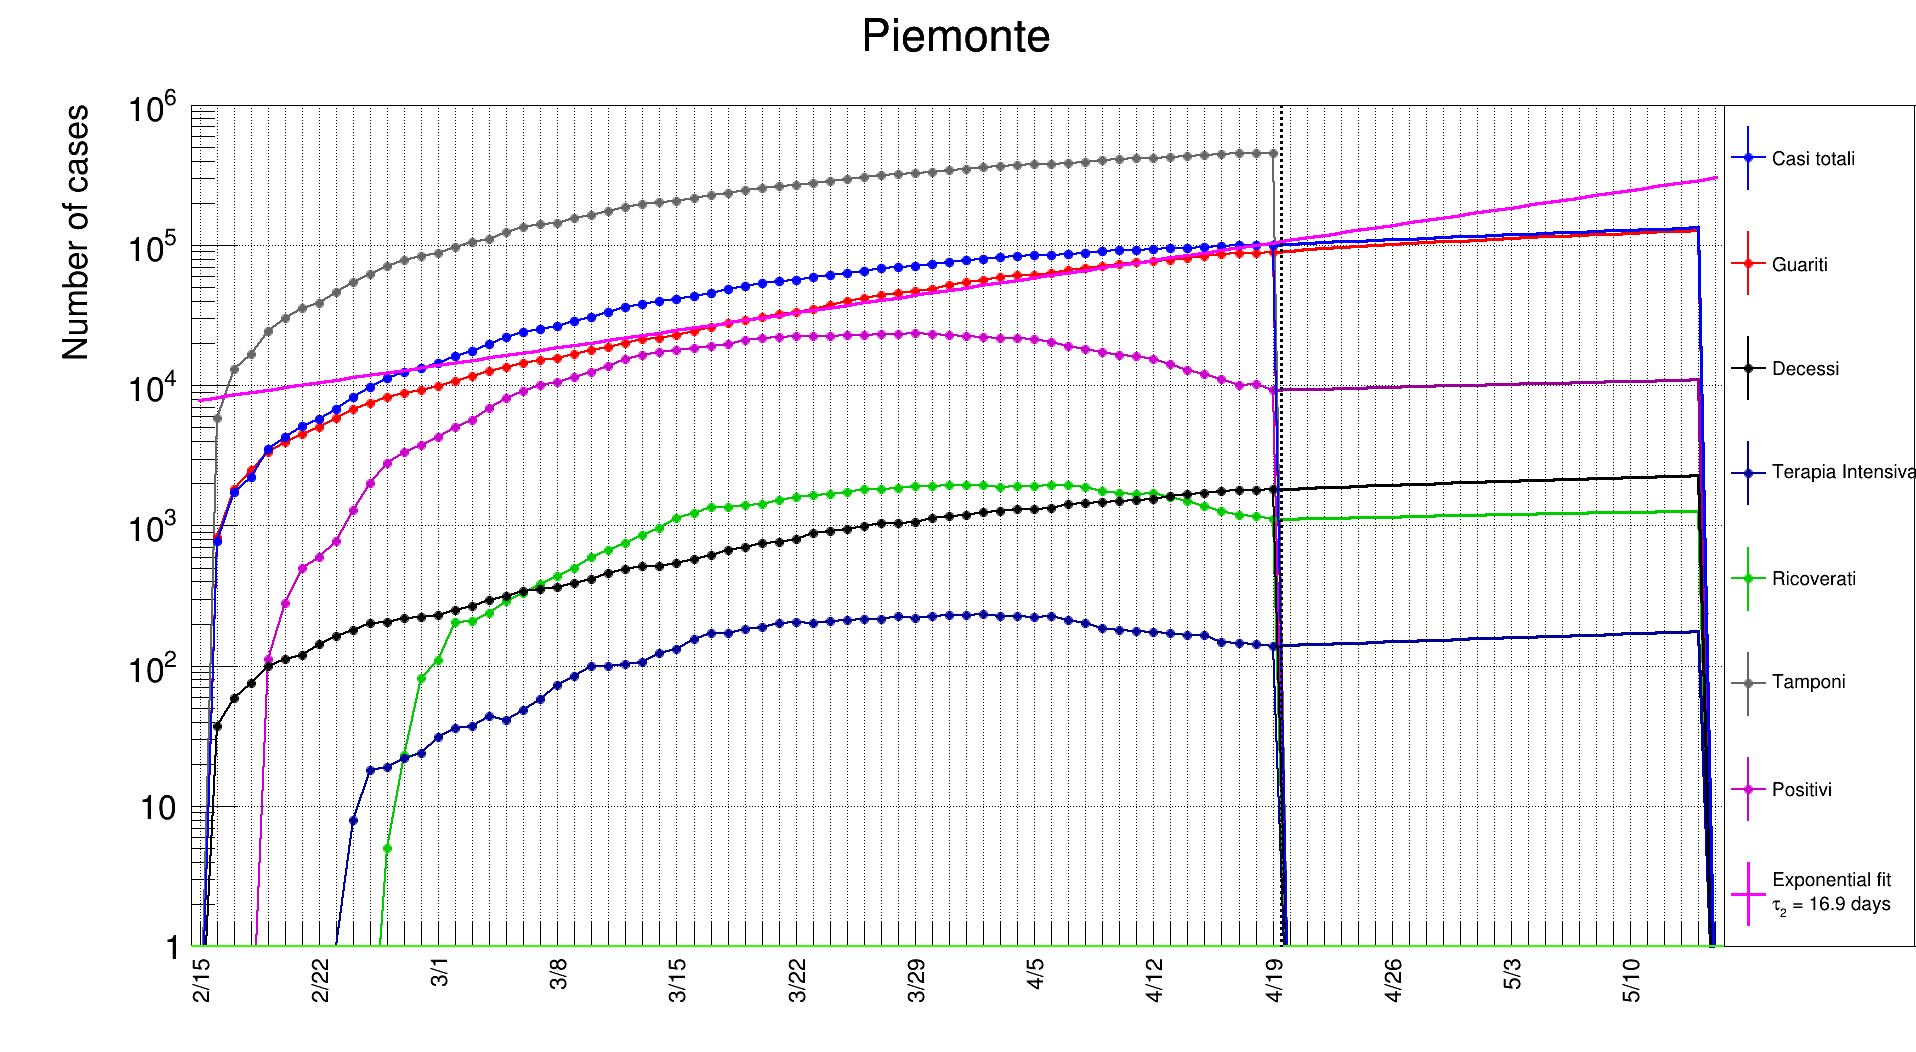 Piemonte
Number of cases
10^6
10^5
10^4
10^3
10^2
10
1
2/15
2/22
3/1
3/8
3/15
3/22
3/29
4/5
4/12
4/19
4/26
5/3
5/10
Casi totali
Guariti
Decessi
Terapia Intensiva
Ricoverati
Tamponi
Positivi
Exponential fit
τ₂ = 16.9 days